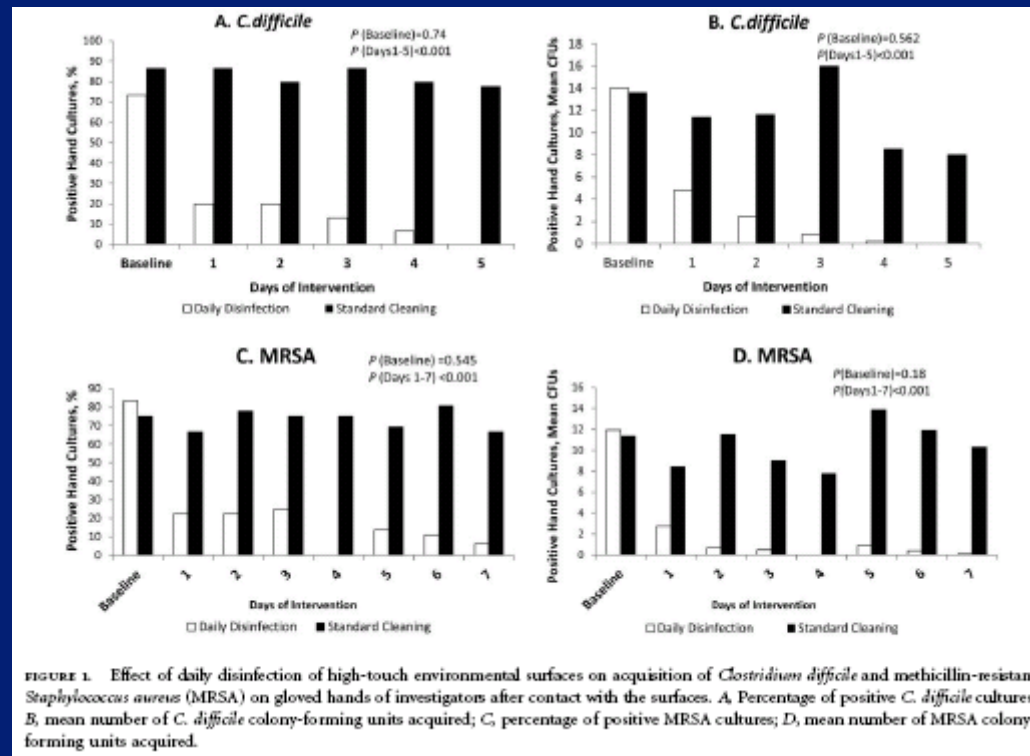 A. C.difficile
P (Baseline)=0.74
P (Days1-5)<0.001
Positive Hand Cultures, %
100
90
80
70
60
50
40
30
20
10
0
Baseline 1 2 3 4 5
Days of Intervention
□Daily Disinfection ■Standard Cleaning
B. C.difficile
P (Baseline)=0.562
P(Days1-5)<0.001
Positive Hand Cultures, Mean CFUs
18
16
14
12
10
8
6
4
2
0
Baseline 1 2 3 4 5
Days of Intervention
□Daily Disinfection ■Standard Cleaning
C. MRSA
P (Baseline) =0.545
P (Days 1-7) <0.001
Positive Hand Cultures, %
90
80
70
60
50
40
30
20
10
0
Baseline 1 2 3 4 5 6 7
Days of Intervention
□Daily Disinfection ■Standard Cleaning
D. MRSA
P(Baseline)=0.18
P(Days1-7)<0.001
Positive Hand Cultures, Mean CFUs
16
14
12
10
8
6
4
2
0
Baseline 1 2 3 4 5 6 7
Days of Intervention
□Daily Disinfection ■Standard Cleaning
FIGURE 1. Effect of daily disinfection of high-touch environmental surfaces on acquisition of Clostridium difficile and methicillin-resistan
Staphylococcus aureus (MRSA) on gloved hands of investigators after contact with the surfaces. A, Percentage of positive C. difficile culture
B, mean number of C. difficile colony-forming units acquired; C, percentage of positive MRSA cultures; D, mean number of MRSA colony
forming units acquired.